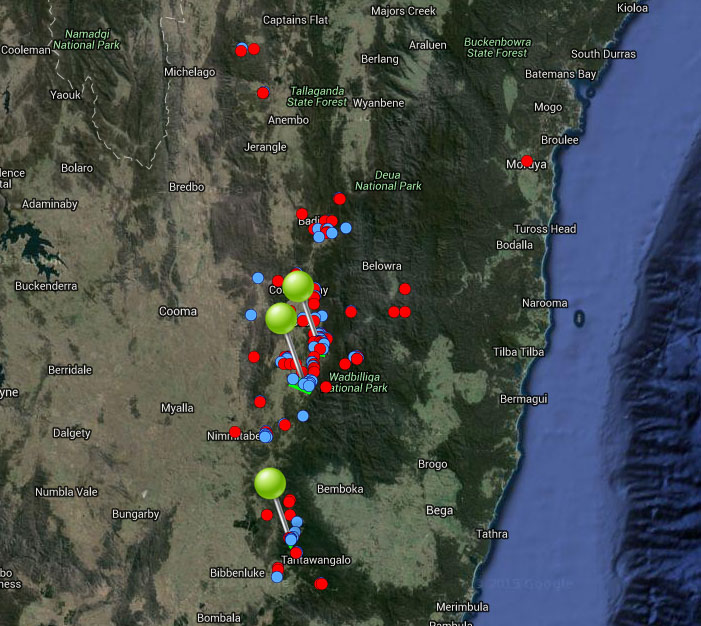 Kioloa
Majors Creek
Captains Flat
Namadgi
National Park
Araluen
Buckenbowra
State Forest
Cooleman
South Durras
Berlang
Michelago
Batemans Bay
Yaouk
Tallaganda
State Forest
Wyanbene
Mogo
Anembo
Broulee
Jerangle
Bolaro
Deua
National Park
Bredbo
Adaminaby
Tuross Head
Bodalla
Belowra
Buckenderra
Narooma
Cooma
Tilba Tilba
Berridale
Wadbilliga
National Park
Bermagui
Myalla
Dalgety
Brogo
Numbla Vale
Bemboka
Bungarby
Bega
Tathra
Tantawangalo
Bibbenluke
2015 Google
Merimbula
Bombala